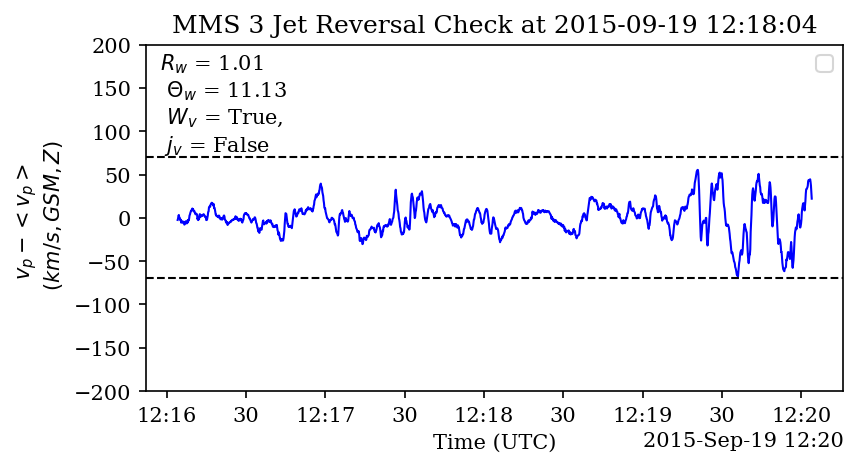 MMS 3 Jet Reversal Check at 2015-09-19 12:18:04
R_w = 1.01
Θ_w = 11.13
W_v = True,
j_v = False
v_p − < v_p >
(km/s, GSM, Z)
200
150
100
50
0
−50
−100
−150
−200
12:16 30 12:17 30 12:18 30 12:19 30 12:20
Time (UTC) 2015-Sep-19 12:20